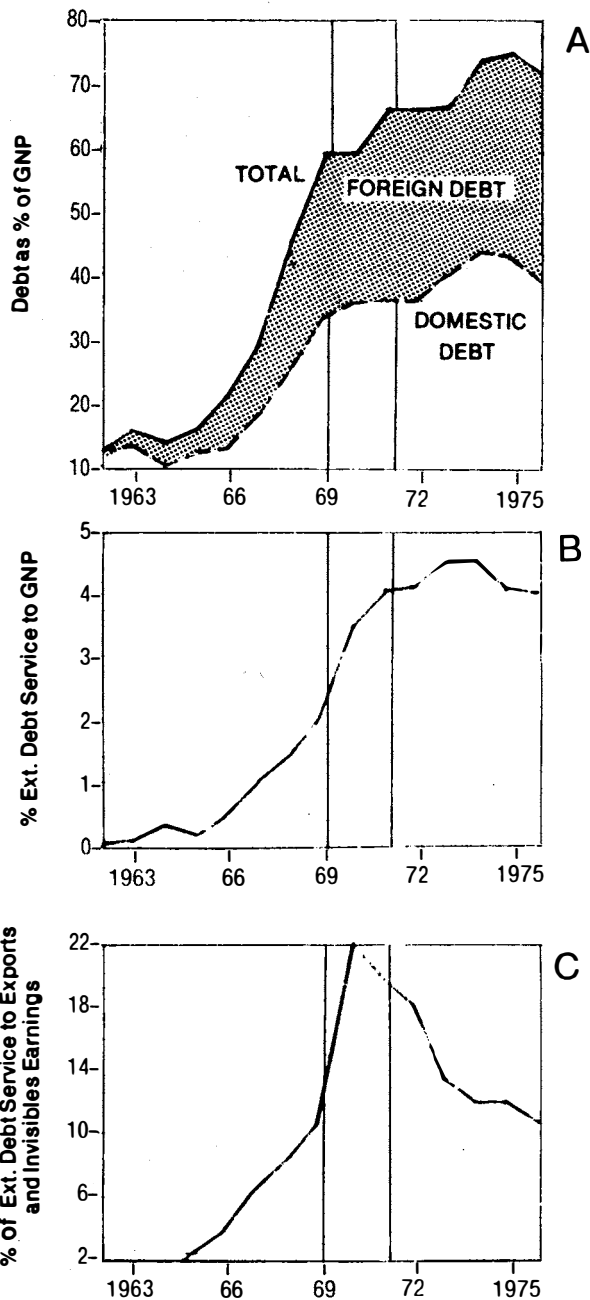 A
Debt as % of GNP
80-
70-
60-
50-
40-
30-
20-
10-
TOTAL
FOREIGN DEBT
DOMESTIC
DEBT
1963 66 69 72 1975
B
% Ext. Debt Service to GNP
5-
4-
3-
2-
1-
0-
1963 66 69 72 1975
C
% of Ext. Debt Service to Exports
and Invisibles Earnings
22-
18-
14-
10-
6-
2-
1963 66 69 72 1975